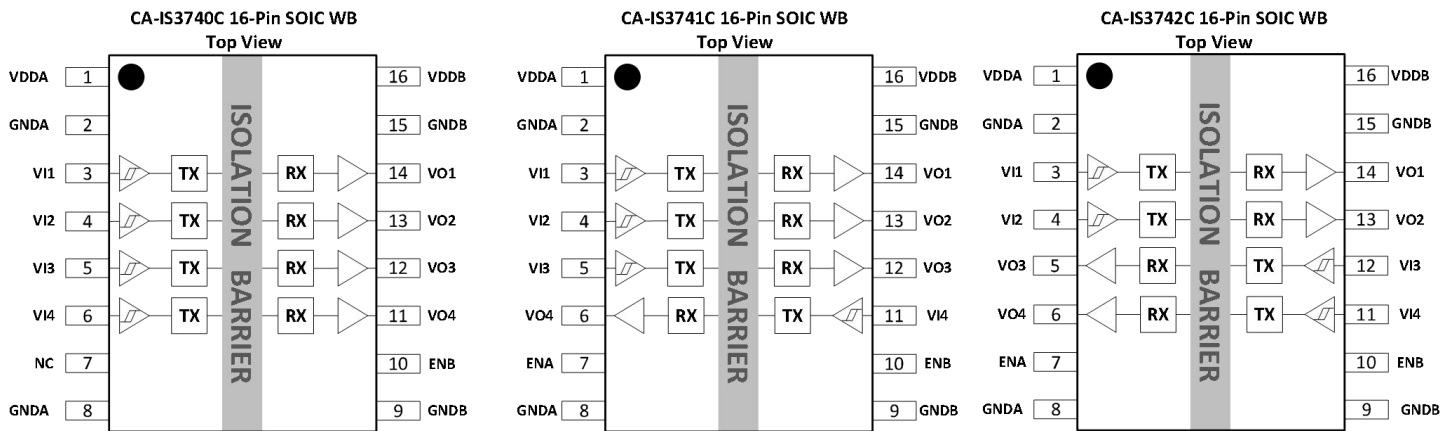 CA-IS3740C 16-Pin SOIC WB
Top View
VDDA 1 16 VDDB
GNDA 2 15 GNDB
VI1 3 TX RX 14 VO1
VI2 4 TX RX 13 VO2
VI3 5 TX RX 12 VO3
VI4 6 TX RX 11 VO4
NC 7 10 ENB
GNDA 8 9 GNDB
ISOLATION BARRIER
CA-IS3741C 16-Pin SOIC WB
Top View
VDDA 1 16 VDDB
GNDA 2 15 GNDB
VI1 3 TX RX 14 VO1
VI2 4 TX RX 13 VO2
VI3 5 TX RX 12 VO3
VO4 6 RX TX 11 VI4
ENA 7 10 ENB
GNDA 8 9 GNDB
ISOLATION BARRIER
CA-IS3742C 16-Pin SOIC WB
Top View
VDDA 1 16 VDDB
GNDA 2 15 GNDB
VI1 3 TX RX 14 VO1
VI2 4 TX RX 13 VO2
VO3 5 RX TX 12 VI3
VO4 6 RX TX 11 VI4
ENA 7 10 ENB
GNDA 8 9 GNDB
ISOLATION BARRIER